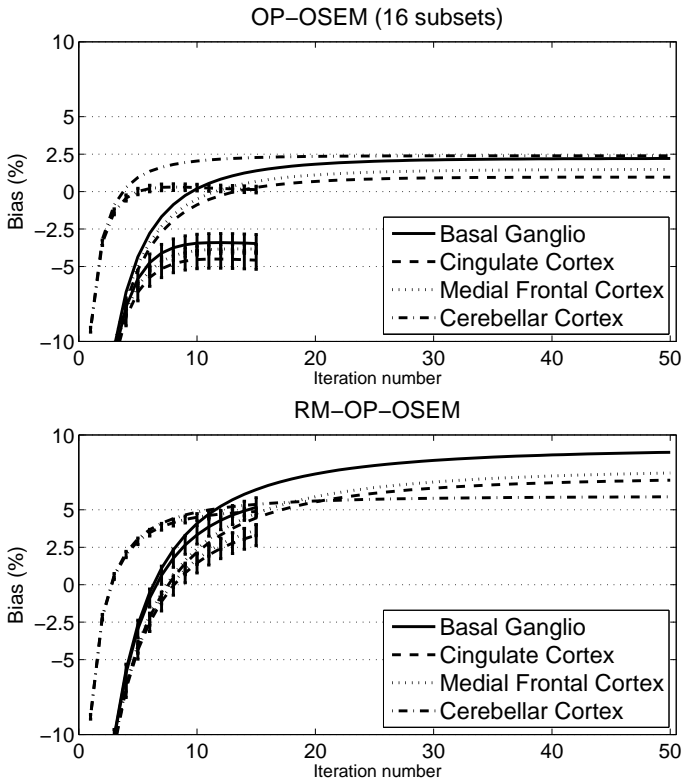 OP−OSEM (16 subsets)
10
5
2.5
0
−2.5
−5
−10
Bias (%)
0
10
20
30
40
50
Iteration number
Basal Ganglio
Cingulate Cortex
Medial Frontal Cortex
Cerebellar Cortex
RM−OP−OSEM
10
5
2.5
0
−2.5
−5
−10
Bias (%)
0
10
20
30
40
50
Iteration number
Basal Ganglio
Cingulate Cortex
Medial Frontal Cortex
Cerebellar Cortex